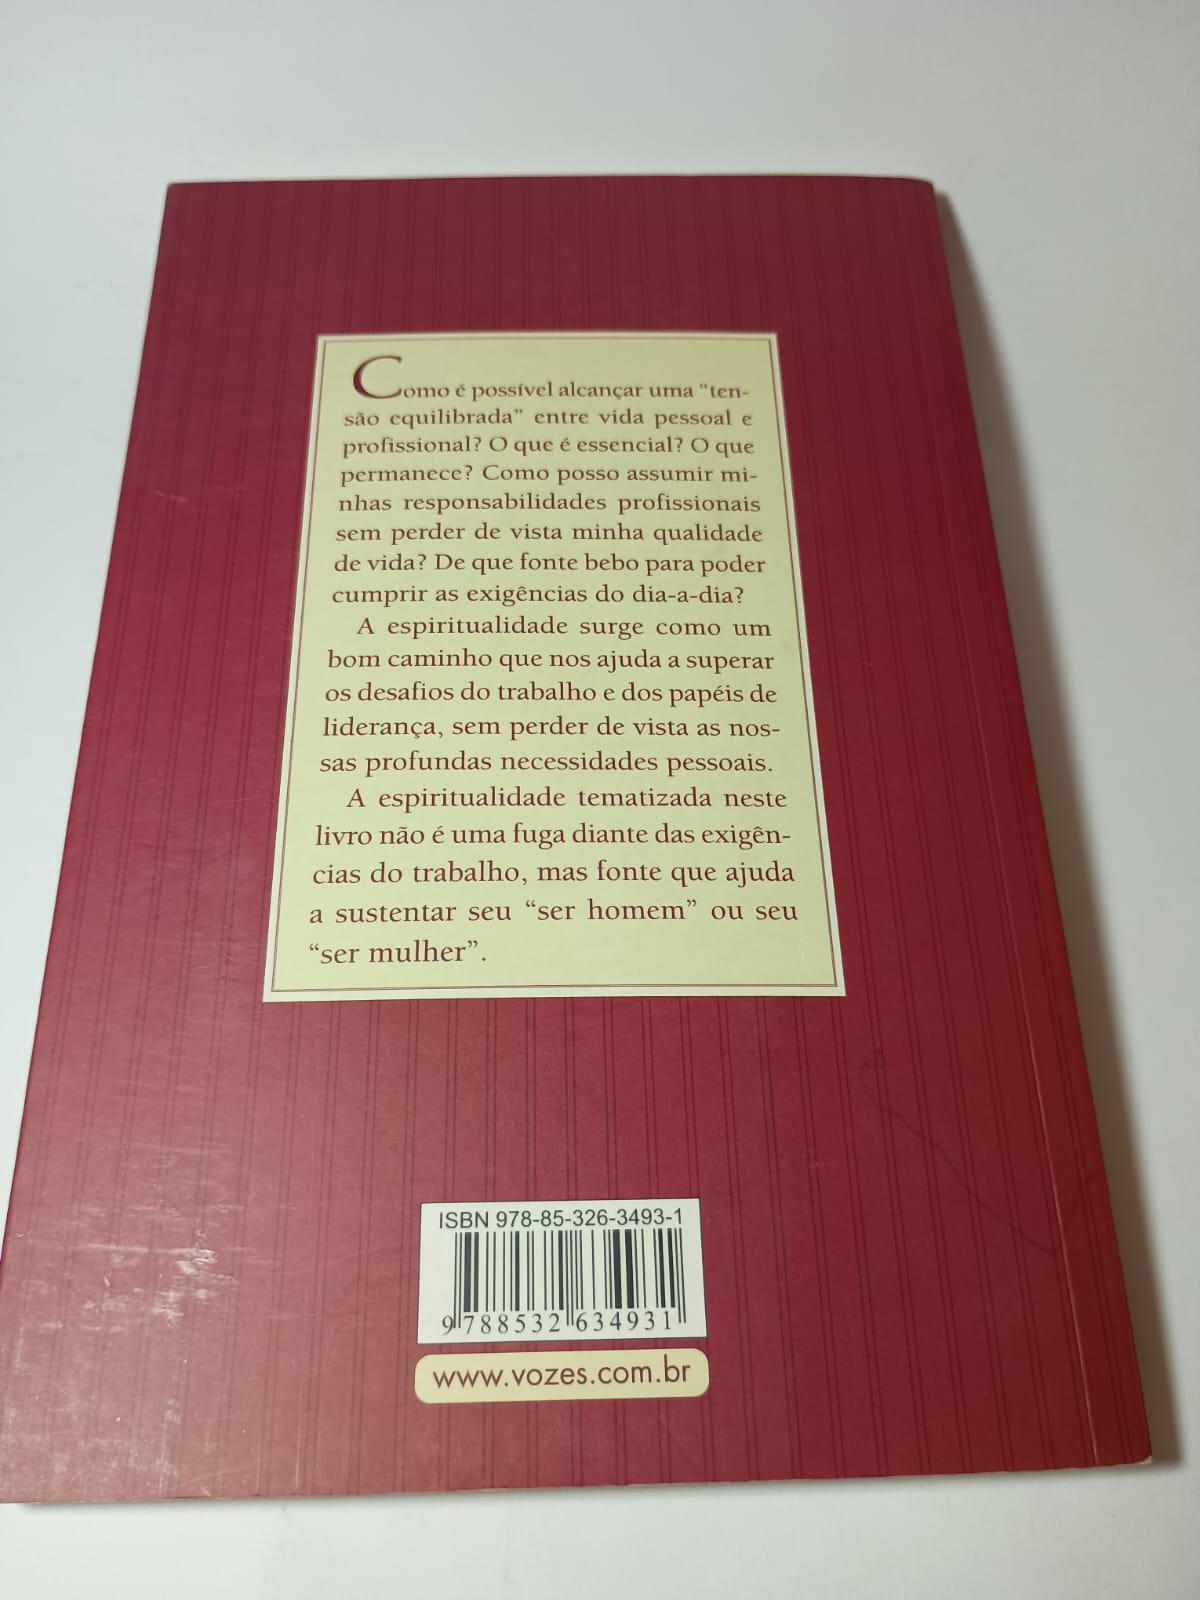 Como é possível alcançar uma “ten-
são equilibrada” entre vida pessoal e
profissional? O que é essencial? O que
permanece? Como posso assumir mi-
nhas responsabilidades profissionais
sem perder de vista minha qualidade
de vida? De que fonte bebo para poder
cumprir as exigências do dia-a-dia?
A espiritualidade surge como um
bom caminho que nos ajuda a superar
os desafios do trabalho e dos papéis de
liderança, sem perder de vista as nos-
sas profundas necessidades pessoais.
A espiritualidade tematizada neste
livro não é uma fuga diante das exigên-
cias do trabalho, mas fonte que ajuda
a sustentar seu “ser homem” ou seu
“ser mulher”.
ISBN 978-85-326-3493-1
9 788532 634931
www.vozes.com.br